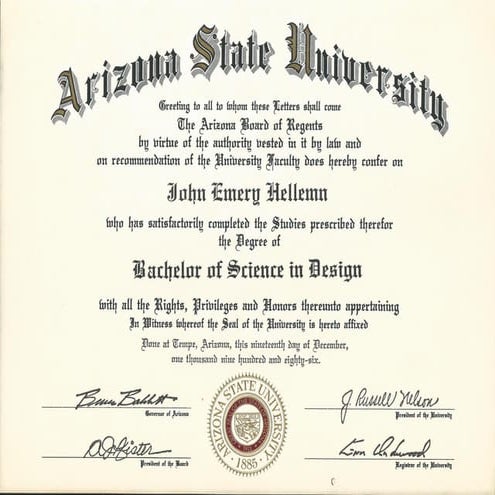 Arizona State University
Greeting to all to whom these Letters shall come
The Arizona Board of Regents
by virtue of the authority vested in it by law and
on recommendation of the University Faculty does hereby confer on
John Emery Hellemn
who has satisfactorily completed the Studies prescribed therefor
the Degree of
Bachelor of Science in Design
with all the Rights, Privileges and Honors thereunto appertaining
In Witness whereof the Seal of the University is hereto affixed
Done at Tempe, Arizona, this nineteenth day of December,
one thousand nine hundred and eighty-six.
Bruce Babbitt
Governor of Arizona
J. Russell Nelson
President of the University
ARIZONA STATE UNIVERSITY
1885
President of the Board
Registrar of the University